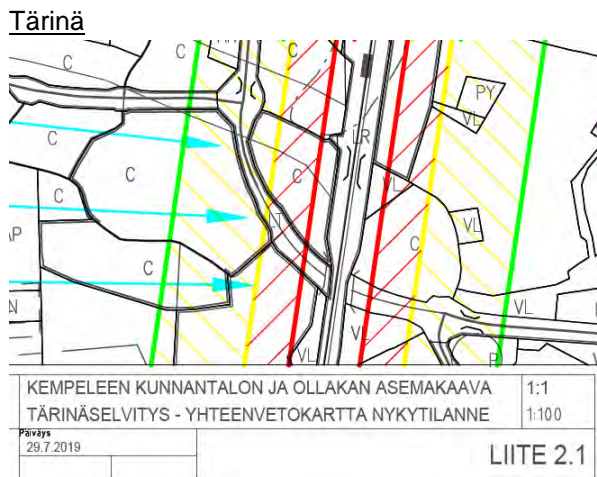 Tärinä
C
C
C
C
PY
VL
C
LR
C
C
C
VL
C
LT
VL
C
AP
C
N
VL
VL
P
KEMPELEEN KUNNANTALON JA OLLAKAN ASEMAKAAVA
1:1
TÄRINÄSELVITYS - YHTEENVETOKARTTA NYKYTILANNE
1:100
Päiväys
29.7.2019
LIITE 2.1